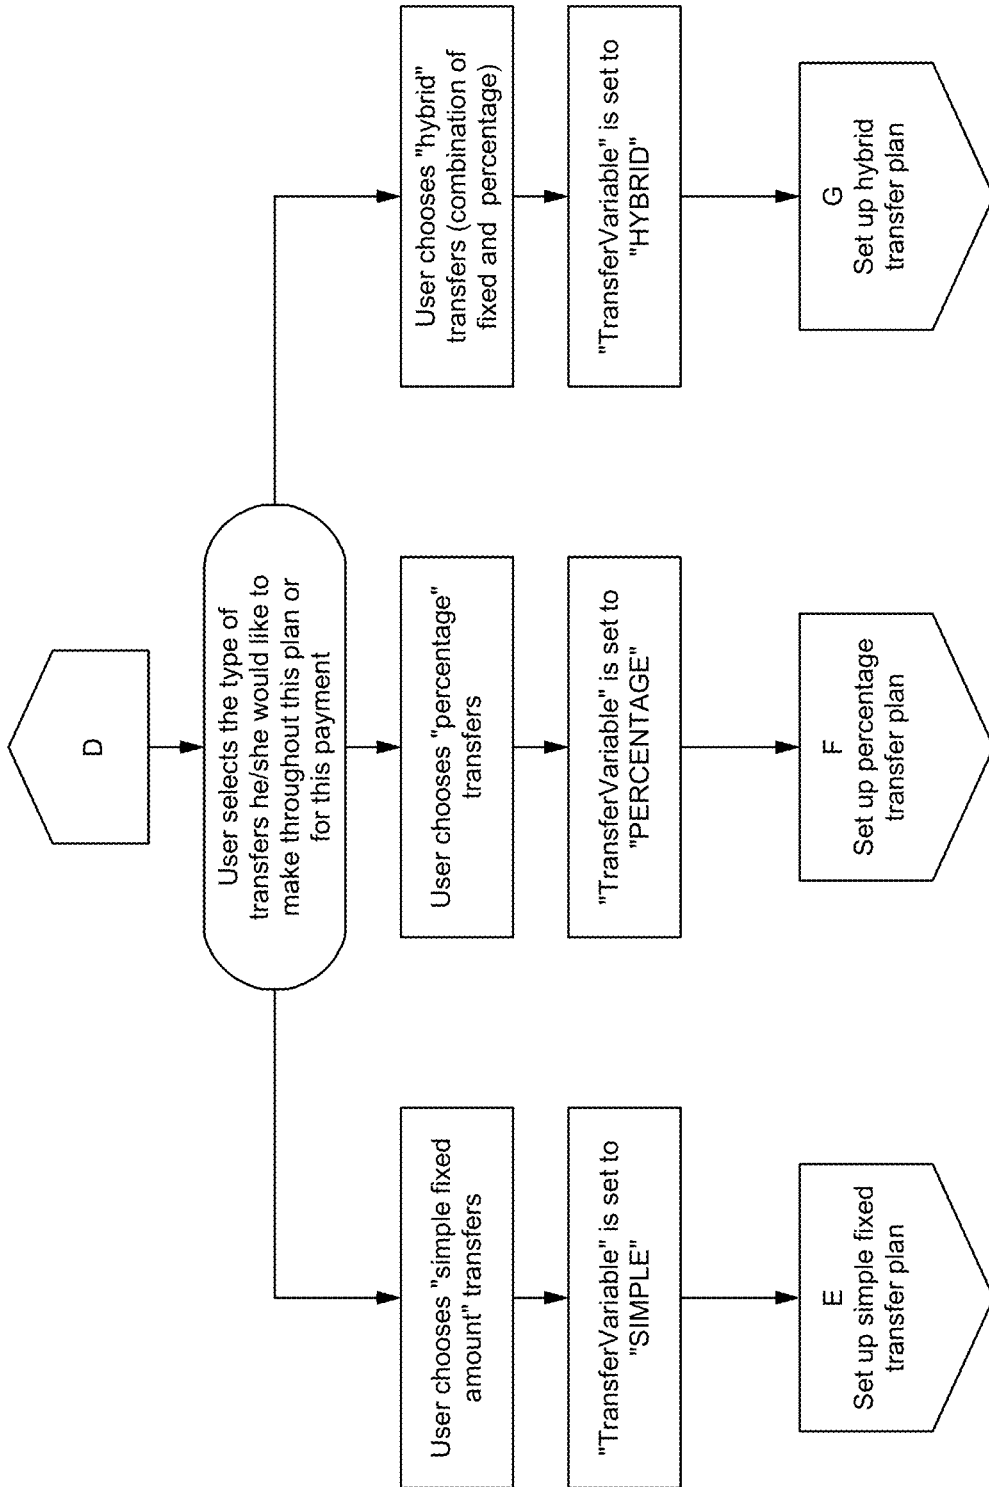 D
User selects the type of
transfers he/she would like to
make throughout this plan or
for this payment
User chooses "simple fixed
amount" transfers
"TransferVariable" is set to
"SIMPLE"
E
Set up simple fixed
transfer plan
User chooses "percentage"
transfers
"TransferVariable" is set to
"PERCENTAGE"
F
Set up percentage
transfer plan
User chooses "hybrid"
transfers (combination of
fixed and percentage)
"TransferVariable" is set to
"HYBRID"
G
Set up hybrid
transfer plan